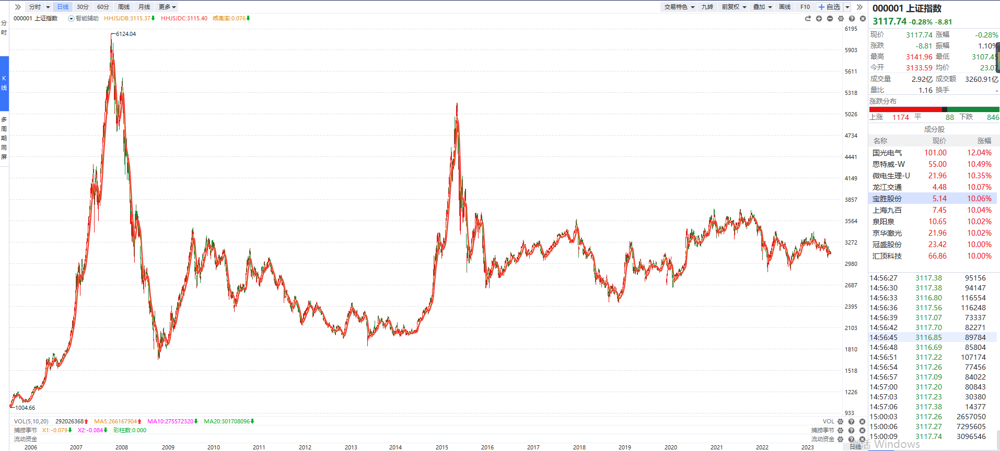 分时 日线 30分 60分 周线 月线 更多 交易特色 九转 前复权 叠加 画线 F10 自选
000001 上证指数 智能辅助 HHJSJDB:3115.37 HHJSJDC:3115.40 乖离率:0.076
分时
K线
多周期同屏
6124.04
1004.66
6195
5903
5611
5318
5026
4734
4441
4149
3857
3564
3272
2980
2687
2395
2103
1810
1518
1226
933
VOL(5,10,20) 292026368 MA5:266167904 MA10:275572320 MA20:301708096 VOL
捕捞季节 X1:-0.079 X2:-0.084 彩柱数:0.000 捕捞季节
流动资金 流动资金
2006 2007 2008 2009 2010 2011 2012 2013 2014 2015 2016 2017 2018 2019 2020 2021 2022 2023 日线
000001 上证指数
3117.74 -0.28% -8.81
现价 3117.74 涨幅 -0.28%
涨跌 -8.81 振幅 1.10%
最高 3141.96 最低 3107.45
今开 3133.59 均价 23.07
成交量 2.92亿 成交额 3260.91亿
量比 1.16 换手 -
涨跌分布
上涨 1174 平 88 下跌 846
成分股
名称 现价 涨幅
国光电气 101.00 12.04%
思特威-W 55.00 10.49%
微电生理-U 21.96 10.35%
龙江交通 4.48 10.07%
宝胜股份 5.14 10.06%
上海九百 7.45 10.04%
泉阳泉 10.65 10.02%
京华激光 21.96 10.02%
冠盛股份 23.42 10.00%
汇顶科技 66.86 10.00%
14:56:27 3117.38 95156
14:56:30 3117.38 94147
14:56:33 3116.80 116554
14:56:36 3117.56 116248
14:56:39 3117.07 73337
14:56:42 3117.70 82271
14:56:45 3116.85 89784
14:56:48 3116.69 85804
14:56:51 3117.22 107174
14:56:54 3117.26 77456
14:56:57 3117.09 84022
14:57:00 3117.20 80843
14:57:03 3117.23 30380
14:57:06 3117.38 14377
15:00:03 3117.26 2657050
15:00:06 3117.27 7295605
15:00:09 3117.74 3096546
激活 Windows